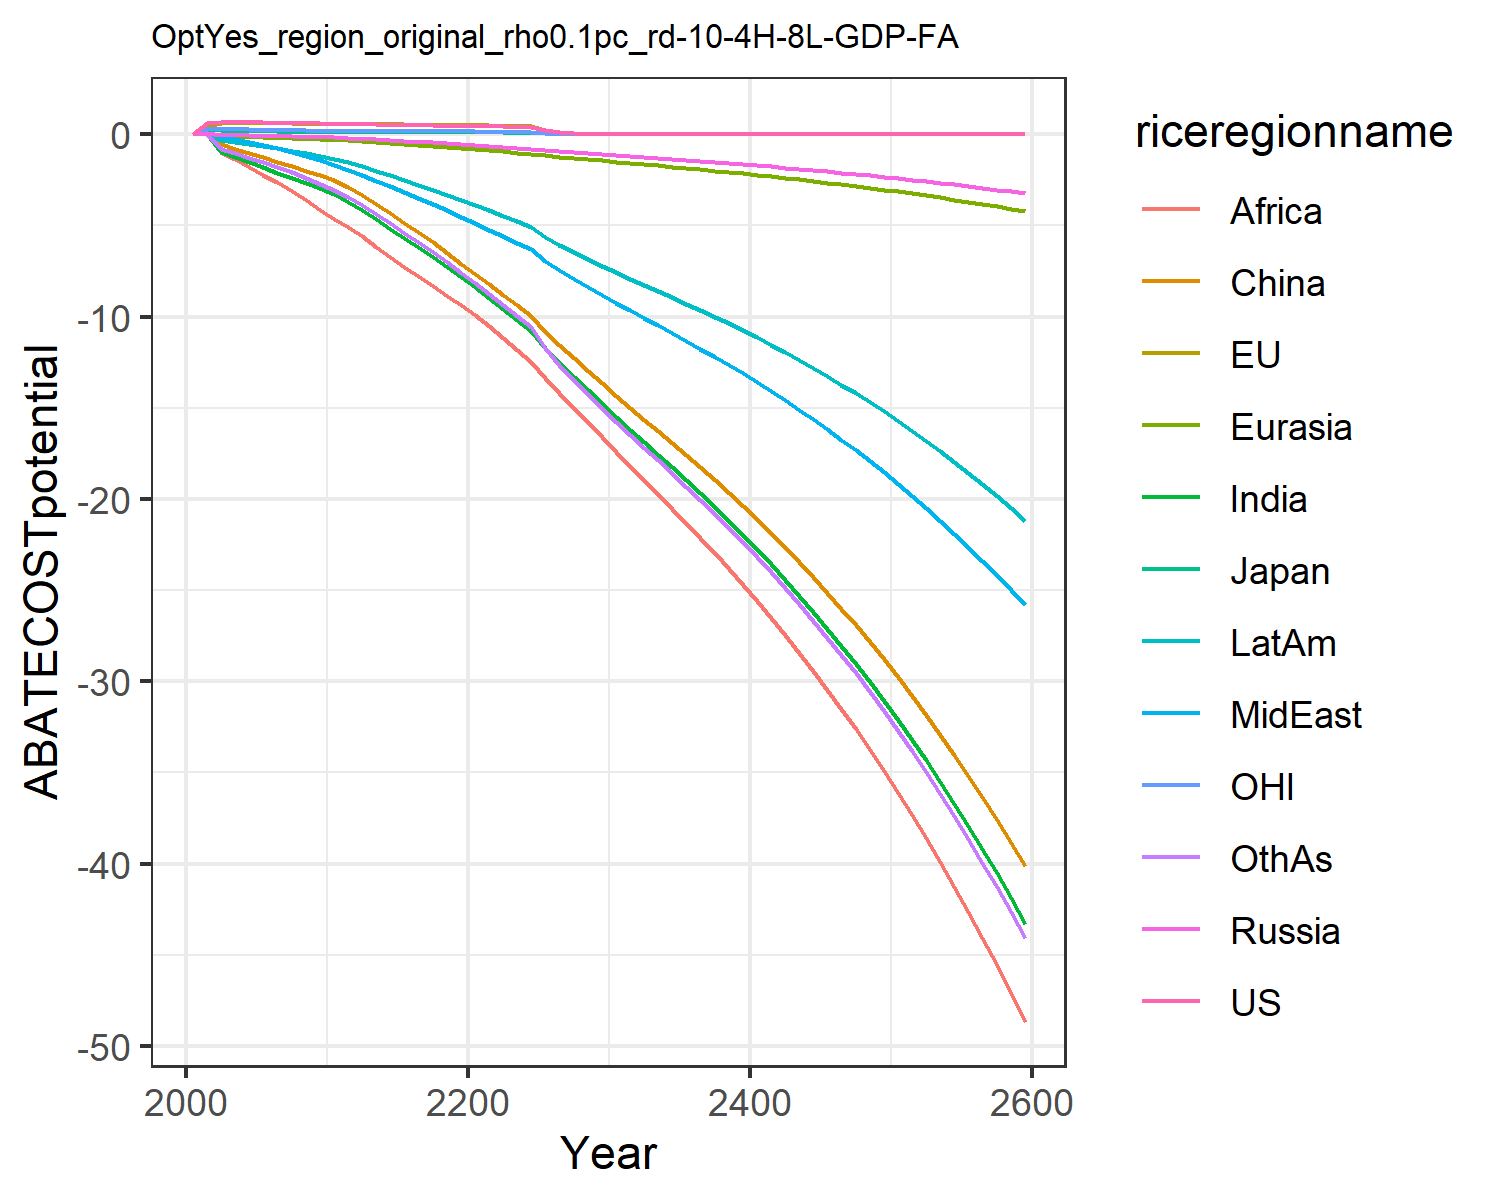 OptYes_region_original_rho0.1pc_rd-10-4H-8L-GDP-FA
ABATECOSTpotential
0
-10
-20
-30
-40
-50
2000
2200
2400
2600
Year
riceregionname
Africa
China
EU
Eurasia
India
Japan
LatAm
MidEast
OHI
OthAs
Russia
US